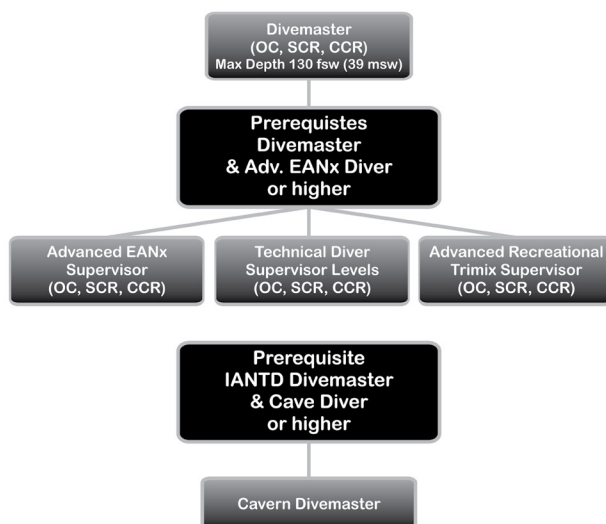 Divemaster
(OC, SCR, CCR)
Max Depth 130 fsw (39 msw)
Prerequistes
Divemaster
& Adv. EANx Diver
or higher
Advanced EANx
Supervisor
(OC, SCR, CCR)
Technical Diver
Supervisor Levels
(OC, SCR, CCR)
Advanced Recreational
Trimix Supervisor
(OC, SCR, CCR)
Prerequisite
IANTD Divemaster
& Cave Diver
or higher
Cavern Divemaster